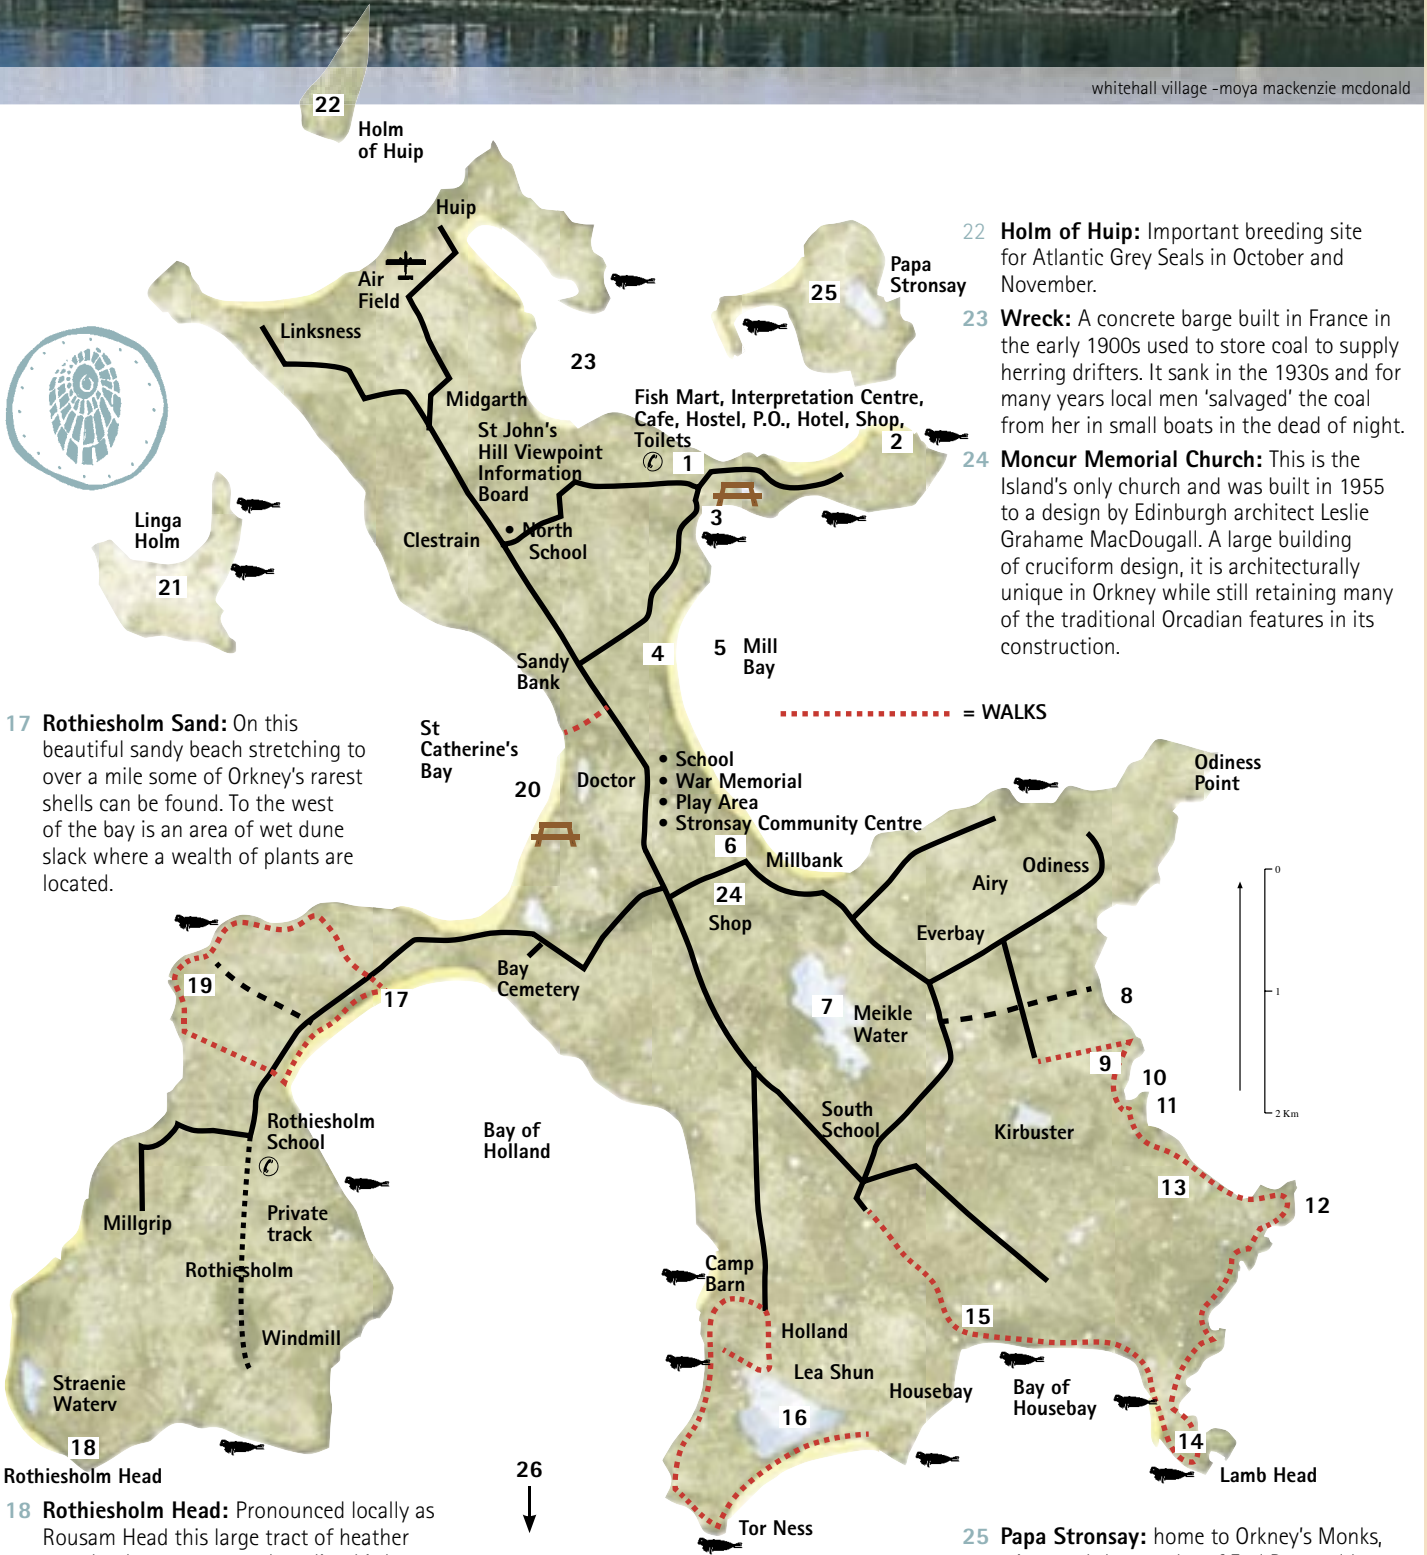 whitehall village -moya mackenzie mcdonald
22
Holm
of Huip
Huip
Air
Field
Linksness
23
25
Papa
Stronsay
22 Holm of Huip: Important breeding site
for Atlantic Grey Seals in October and
November.
23 Wreck: A concrete barge built in France in
the early 1900s used to store coal to supply
herring drifters. It sank in the 1930s and for
many years local men 'salvaged' the coal
from her in small boats in the dead of night.
24 Moncur Memorial Church: This is the
Island's only church and was built in 1955
to a design by Edinburgh architect Leslie
Grahame MacDougall. A large building
of cruciform design, it is architecturally
unique in Orkney while still retaining many
of the traditional Orcadian features in its
construction.
Midgarth
St John's
Hill Viewpoint
Information
Board
Fish Mart, Interpretation Centre,
Cafe, Hostel, P.O., Hotel, Shop,
Toilets
1
2
3
North
School
Clestrain
Linga
Holm
21
Sandy
Bank
4
5 Mill
Bay
= WALKS
17 Rothiesholm Sand: On this
beautiful sandy beach stretching to
over a mile some of Orkney's rarest
shells can be found. To the west
of the bay is an area of wet dune
slack where a wealth of plants are
located.
St
Catherine's
Bay
20
Doctor
• School
• War Memorial
• Play Area
• Stronsay Community Centre
6
Millbank
24
Shop
Odiness
Point
Odiness
Airy
Everbay
0
1
2 Km
19
17
Bay
Cemetery
7
Meikle
Water
8
9
10
11
Rothiesholm
School
Bay of
Holland
South
School
Kirbuster
13
12
Millgrip
Private
track
Rothiesholm
Windmill
Camp
Barn
Holland
Lea Shun
Housebay
15
Bay of
Housebay
16
14
Lamb Head
Straenie
Waterv
18
Rothiesholm Head
26
Tor Ness
18 Rothiesholm Head: Pronounced locally as
Rousam Head this large tract of heather
25 Papa Stronsay: home to Orkney's Monks,